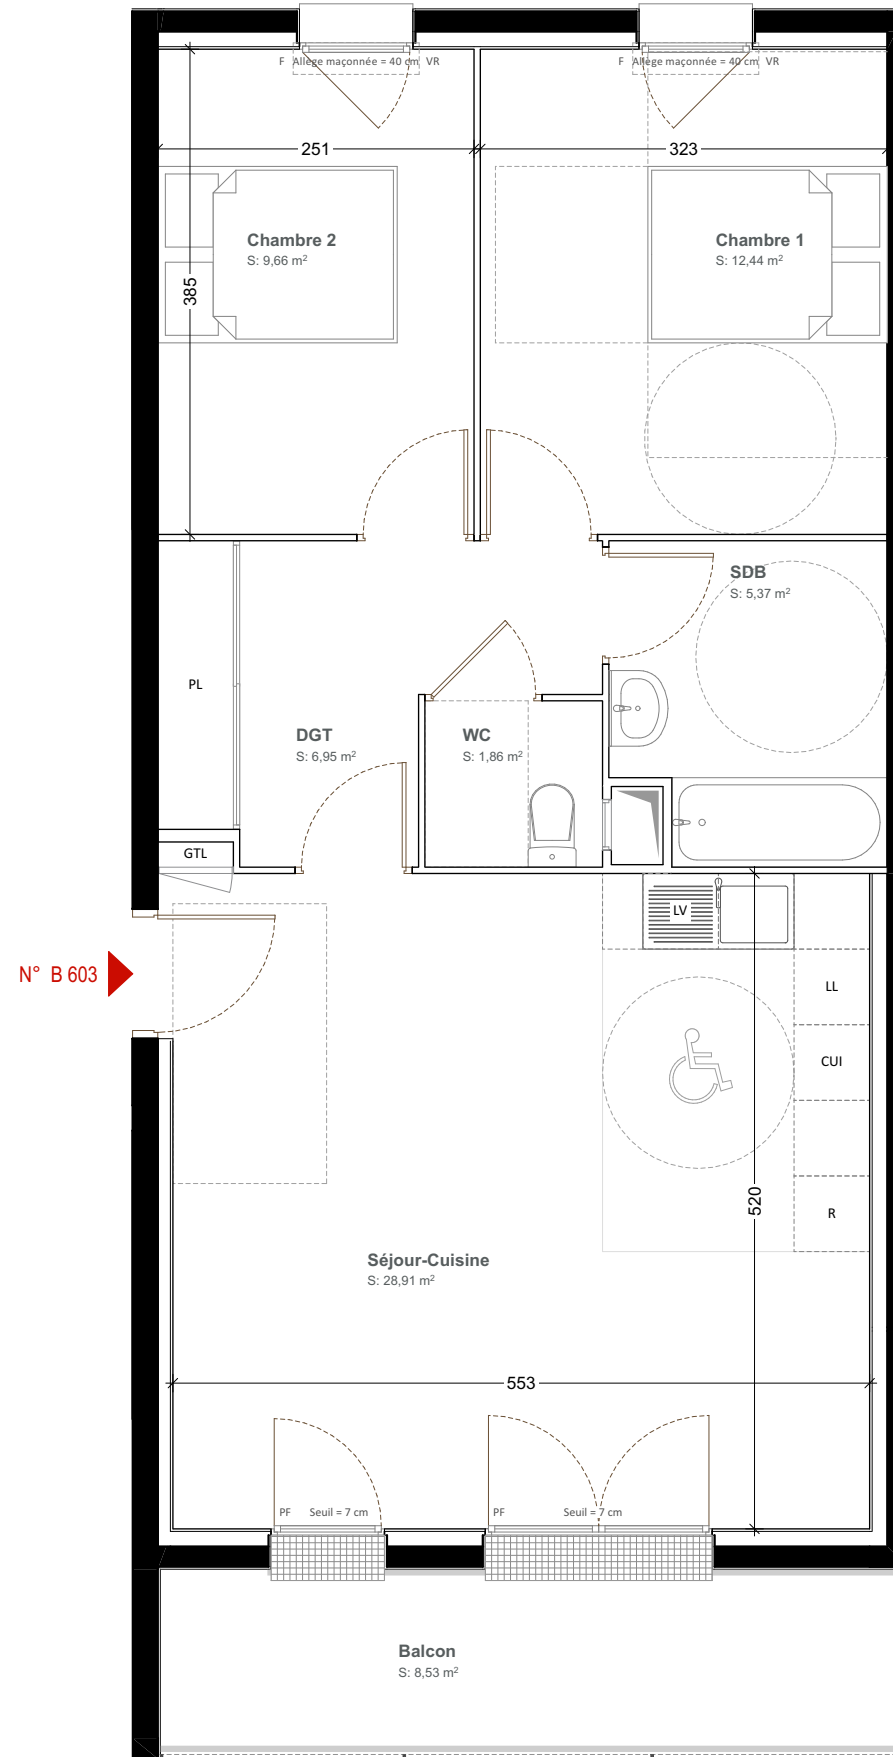 F Allège maçonnée = 40 cm VR
F Allège maçonnée = 40 cm VR
251
323
Chambre 2
S: 9,66 m²
Chambre 1
S: 12,44 m²
385
SDB
S: 5,37 m²
PL
DGT
S: 6,95 m²
WC
S: 1,86 m²
GTL
LV
N° B 603
LL
CUI
520
R
Séjour-Cuisine
S: 28,91 m²
553
PF Seuil = 7 cm
PF Seuil = 7 cm
Balcon
S: 8,53 m²